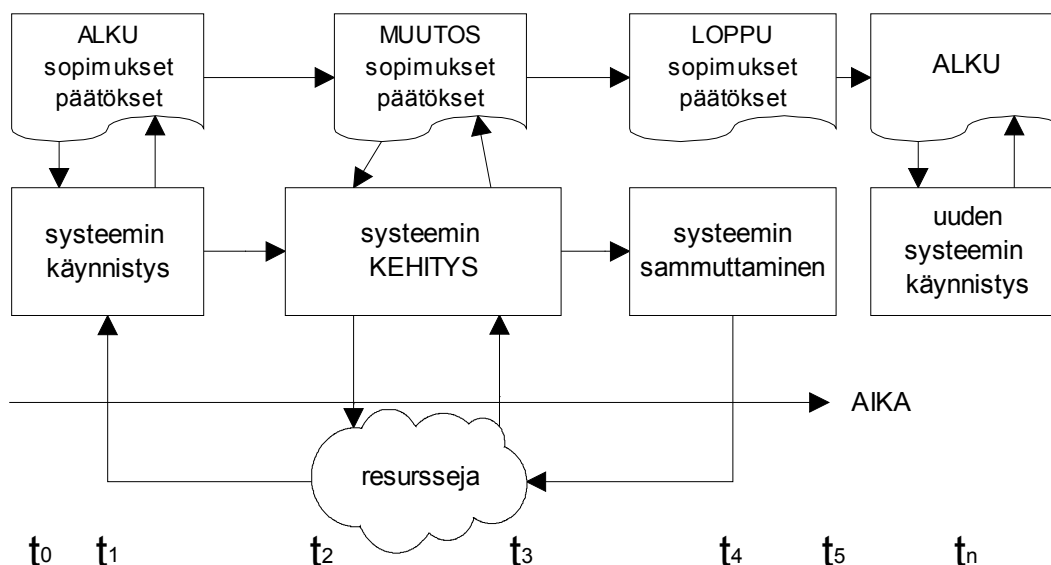 ALKU
sopimukset
päätökset
MUUTOS
sopimukset
päätökset
LOPPU
sopimukset
päätökset
ALKU
systeemin
käynnistys
systeemin
KEHITYS
systeemin
sammuttaminen
uuden
systeemin
käynnistys
AIKA
resursseja
t0 t1 t2 t3 t4 t5 tn